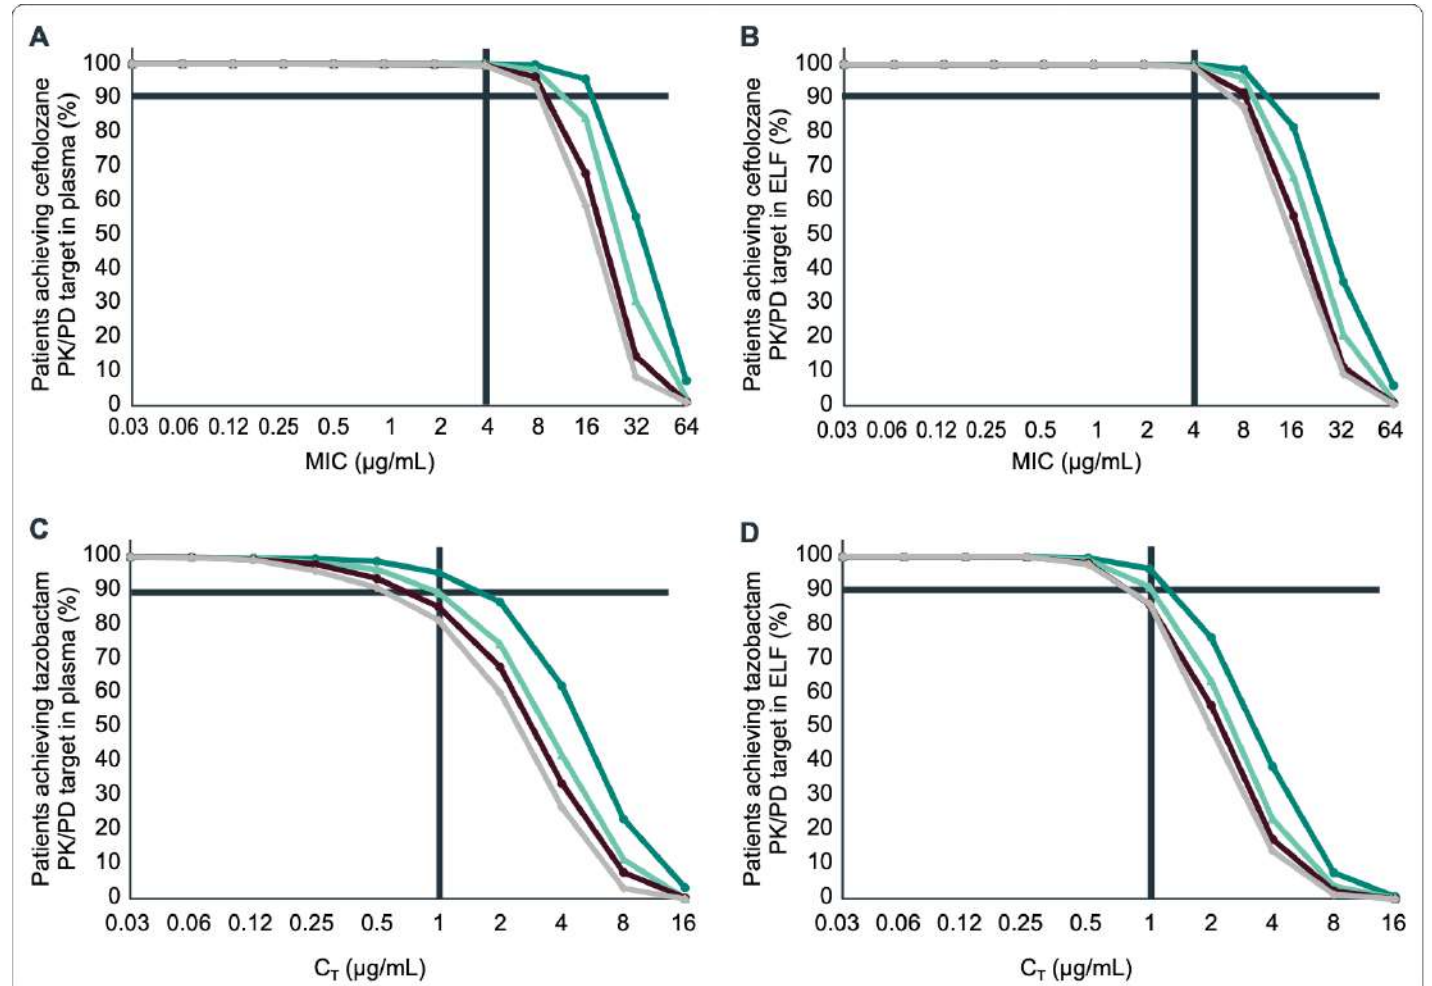 A
Patients achieving ceftolozane
PK/PD target in plasma (%)
100
90
80
70
60
50
40
30
20
10
0
0.03 0.06 0.12 0.25 0.5 1 2 4 8 16 32 64
MIC (µg/mL)
B
Patients achieving ceftolozane
PK/PD target in ELF (%)
100
90
80
70
60
50
40
30
20
10
0
0.03 0.06 0.12 0.25 0.5 1 2 4 8 16 32 64
MIC (µg/mL)
C
Patients achieving tazobactam
PK/PD target in plasma (%)
100
90
80
70
60
50
40
30
20
10
0
0.03 0.06 0.12 0.25 0.5 1 2 4 8 16
C_T (µg/mL)
D
Patients achieving tazobactam
PK/PD target in ELF (%)
100
90
80
70
60
50
40
30
20
10
0
0.03 0.06 0.12 0.25 0.5 1 2 4 8 16
C_T (µg/mL)